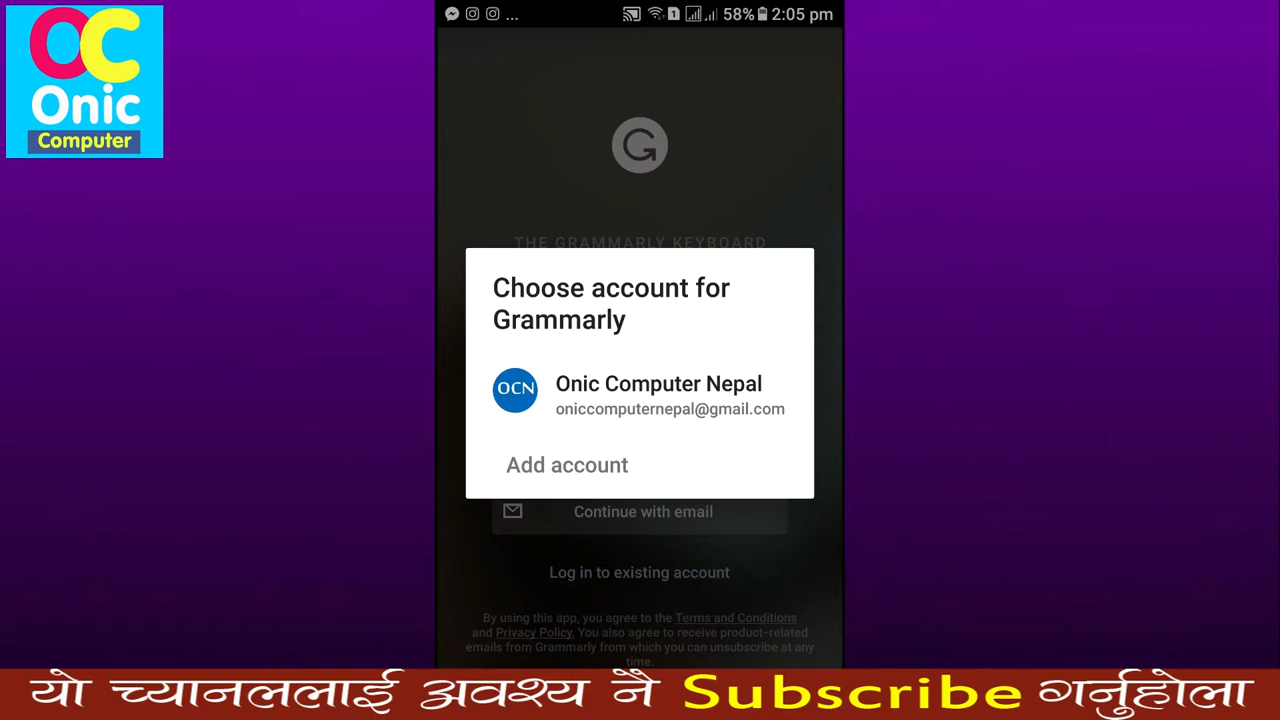 OC
Onic
Computer
... 1 58% 2:05 pm
THE GRAMMARLY KEYBOARD
Choose account for
Grammarly
OCN
Onic Computer Nepal
oniccomputernepal@gmail.com
Add account
Continue with email
Log in to existing account
By using this app, you agree to the Terms and Conditions
and Privacy Policy. You also agree to receive product-related
emails from Grammarly from which you can unsubscribe at any
time.
यो च्यानललाई अवश्य नै Subscribe गर्नुहोला